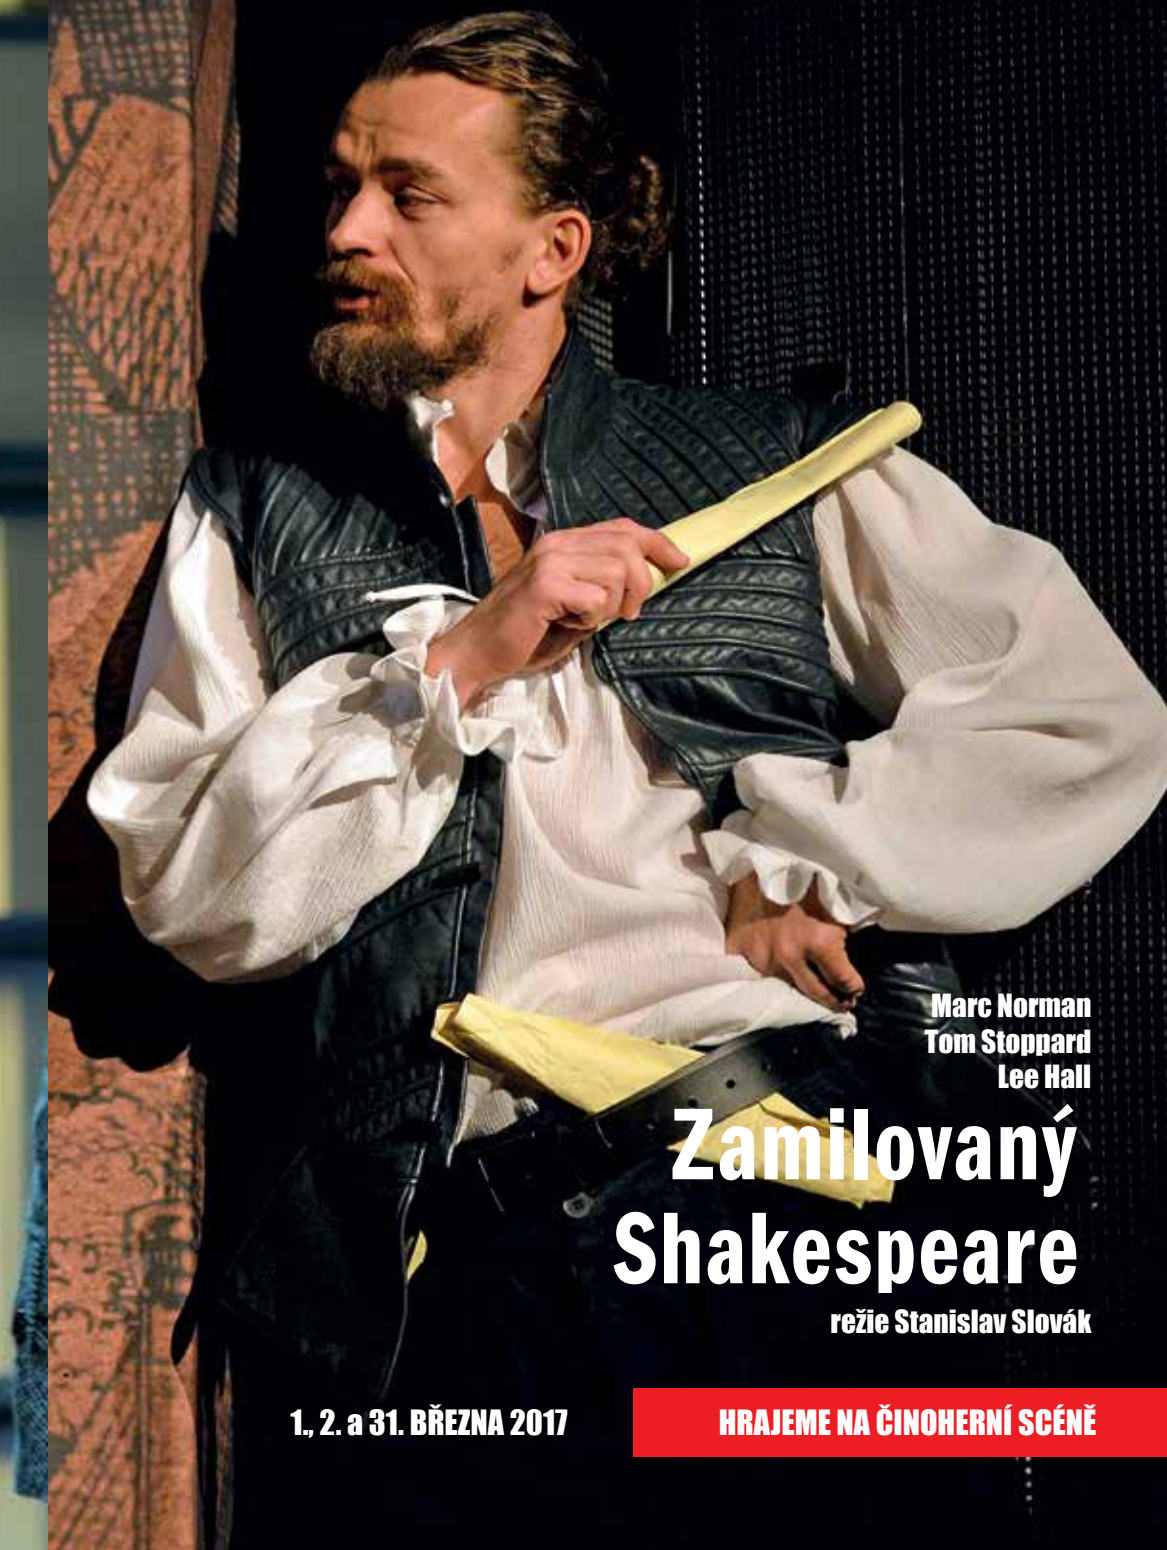 Marc Norman
Tom Stoppard
Lee Hall
Zamilovaný
Shakespeare
režie Stanislav Slovák
1., 2. a 31. BŘEZNA 2017
HRAJEME NA ČINOHERNÍ SCÉNĚ